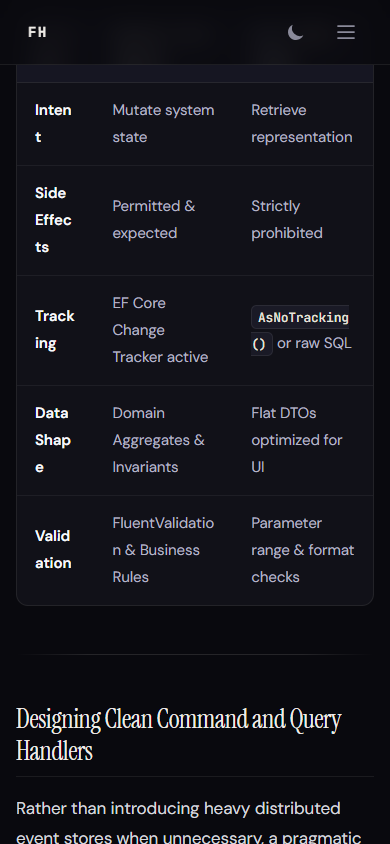 FH
Inten
t
Mutate system
state
Retrieve
representation
Side
Effec
ts
Permitted &
expected
Strictly
prohibited
Track
ing
EF Core
Change
Tracker active
AsNoTracking
() or raw SQL
Data
Shap
e
Domain
Aggregates &
Invariants
Flat DTOs
optimized for
UI
Valid
ation
FluentValidatio
n & Business
Rules
Parameter
range & format
checks
Designing Clean Command and Query
Handlers
Rather than introducing heavy distributed
event stores when unnecessary, a pragmatic